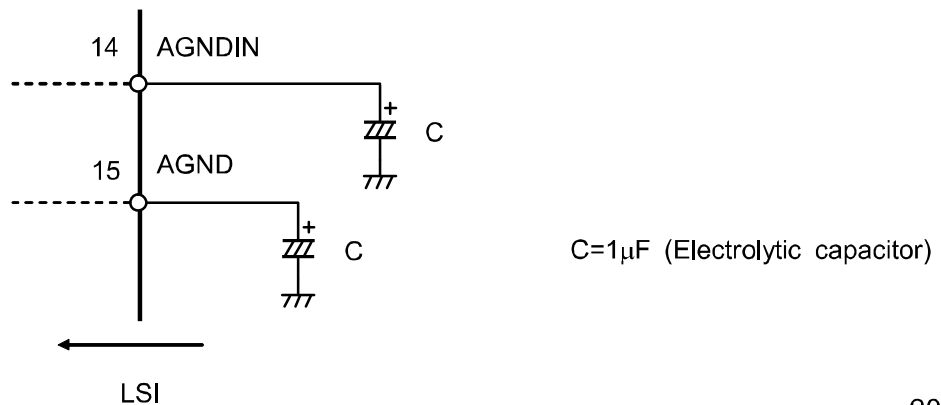 14 AGNDIN
+
C
15 AGND
+
C
C=1μF (Electrolytic capacitor)
LSI